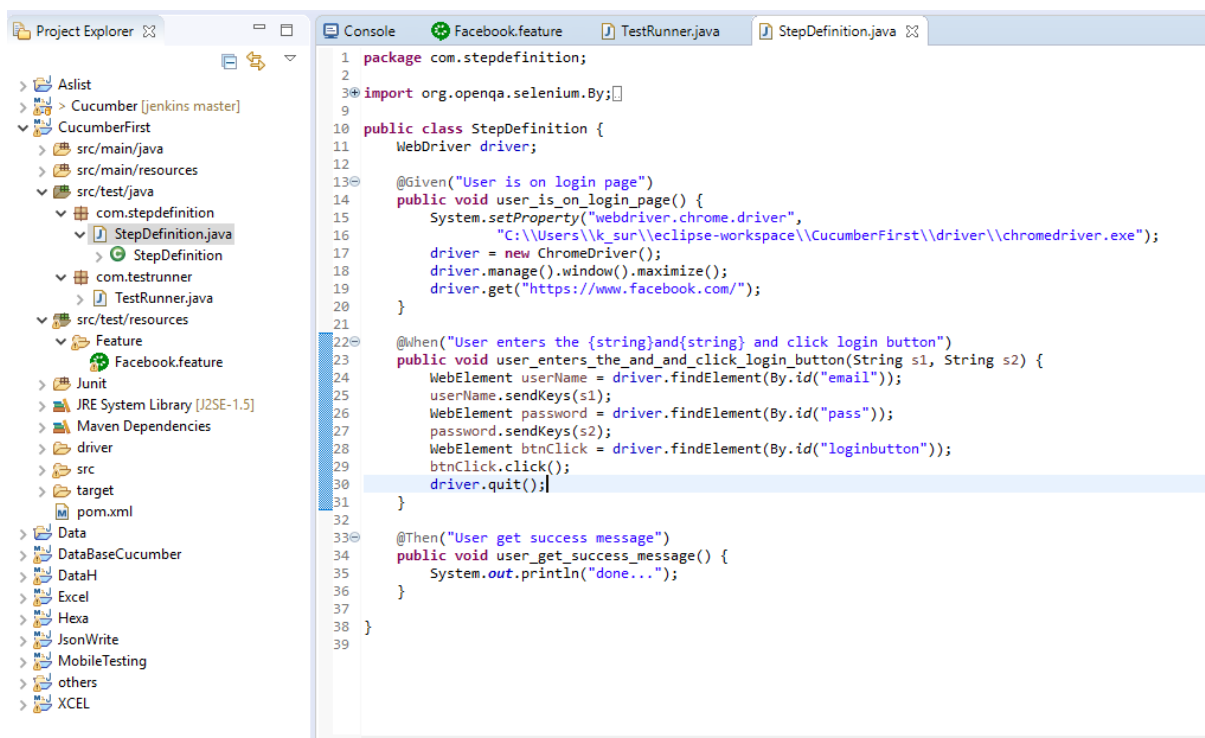 Project Explorer
Aslist
> Cucumber [jenkins master]
CucumberFirst
src/main/java
src/main/resources
src/test/java
com.stepdefinition
StepDefinition.java
StepDefinition
com.testrunner
TestRunner.java
src/test/resources
Feature
Facebook.feature
Junit
JRE System Library [J2SE-1.5]
Maven Dependencies
driver
src
target
pom.xml
Data
DataBaseCucumber
DataH
Excel
Hexa
JsonWrite
MobileTesting
others
XCEL
Console Facebook.feature TestRunner.java StepDefinition.java
1 package com.stepdefinition;
2
3 import org.openqa.selenium.By;
9
10 public class StepDefinition {
11 WebDriver driver;
12
13 @Given("User is on login page")
14 public void user_is_on_login_page() {
15 System.setProperty("webdriver.chrome.driver",
16 "C:\\Users\\k_sur\\eclipse-workspace\\CucumberFirst\\driver\\chromedriver.exe");
17 driver = new ChromeDriver();
18 driver.manage().window().maximize();
19 driver.get("https://www.facebook.com/");
20 }
21
22 @When("User enters the {string}and{string} and click login button")
23 public void user_enters_the_and_and_click_login_button(String s1, String s2) {
24 WebElement userName = driver.findElement(By.id("email"));
25 userName.sendKeys(s1);
26 WebElement password = driver.findElement(By.id("pass"));
27 password.sendKeys(s2);
28 WebElement btnClick = driver.findElement(By.id("loginbutton"));
29 btnClick.click();
30 driver.quit();
31 }
32
33 @Then("User get success message")
34 public void user_get_success_message() {
35 System.out.println("done...");
36 }
37
38 }
39